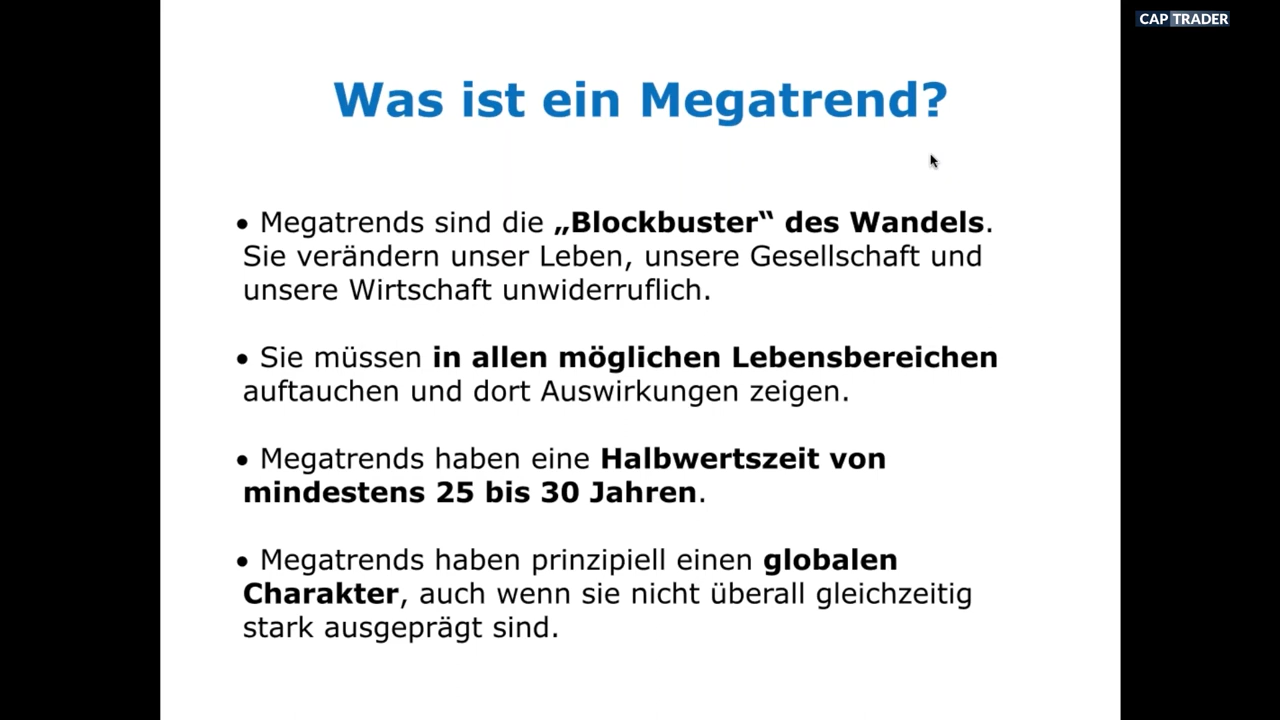 CAP TRADER
Was ist ein Megatrend?
• Megatrends sind die „Blockbuster“ des Wandels.
Sie verändern unser Leben, unsere Gesellschaft und
unsere Wirtschaft unwiderruflich.
• Sie müssen in allen möglichen Lebensbereichen
auftauchen und dort Auswirkungen zeigen.
• Megatrends haben eine Halbwertszeit von
mindestens 25 bis 30 Jahren.
• Megatrends haben prinzipiell einen globalen
Charakter, auch wenn sie nicht überall gleichzeitig
stark ausgeprägt sind.